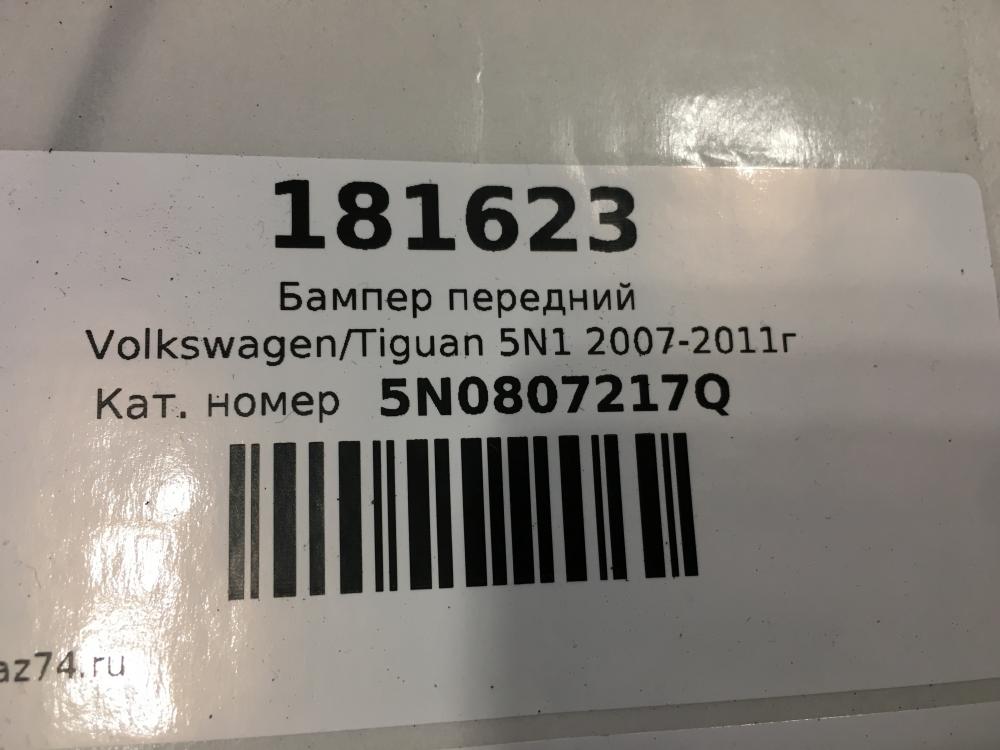 181623
Бампер передний
Volkswagen/Tiguan 5N1 2007-2011г
Кат. номер 5N0807217Q
az74.ru